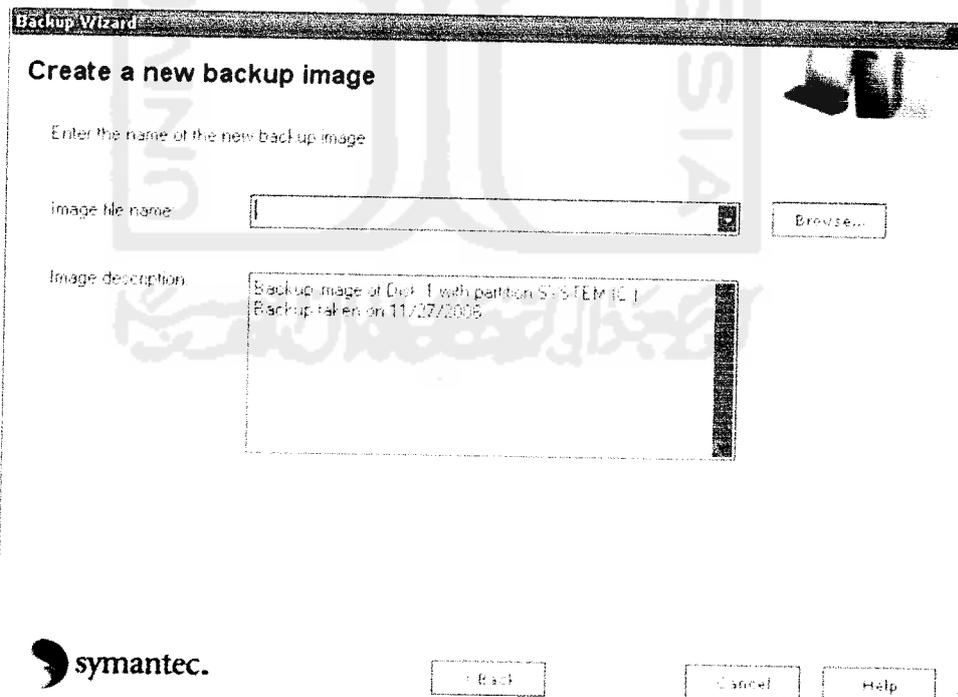 Backup Wizard
Create a new backup image
Enter the name of the new backup image
Image file name:
Browse...
Image description:
Backup image of Disk 1 with partition SYSTEM (C:)
Backup taken on 11/27/2006
symantec.
< Back
Cancel
Help